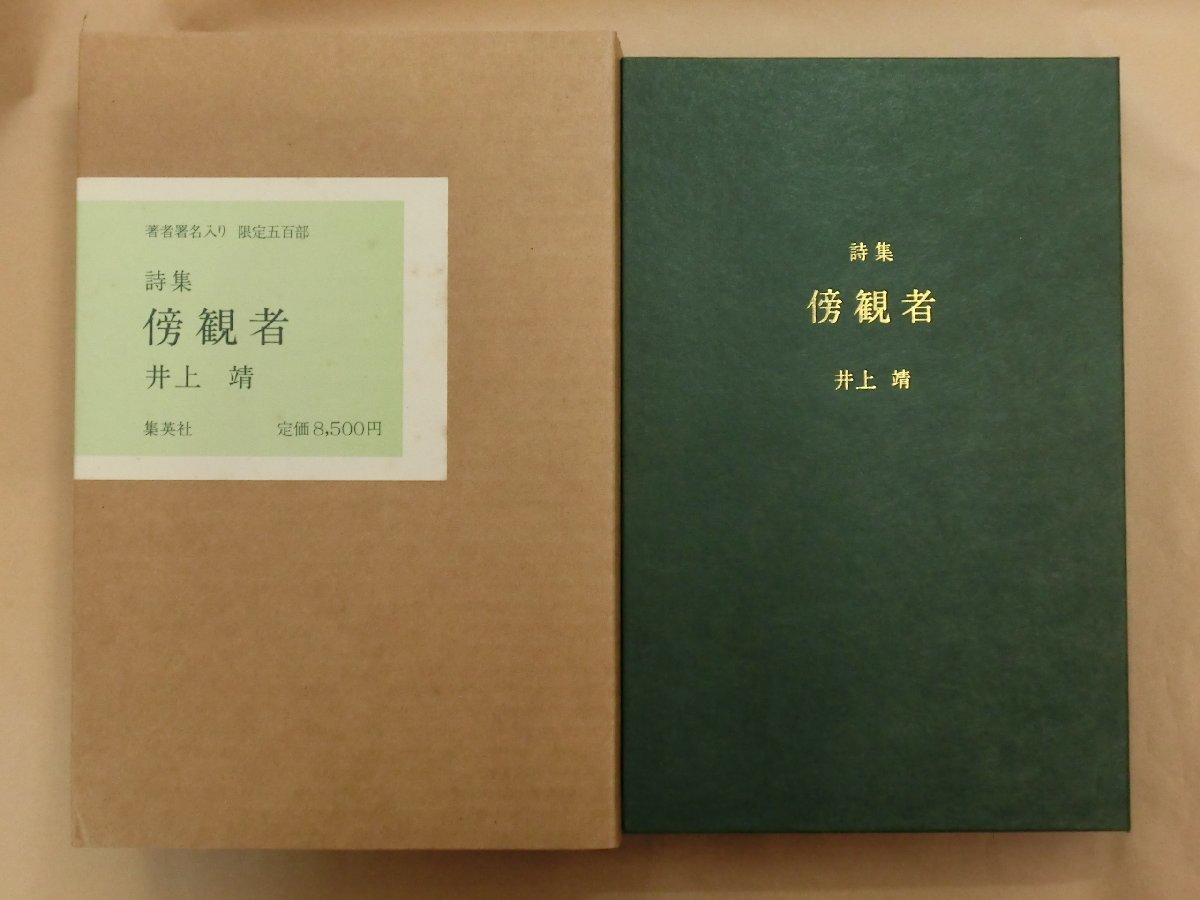 著者署名入り 限定五百部
詩集
傍観者
井上 靖
集英社 定価8,500円
詩集
傍観者
井上 靖